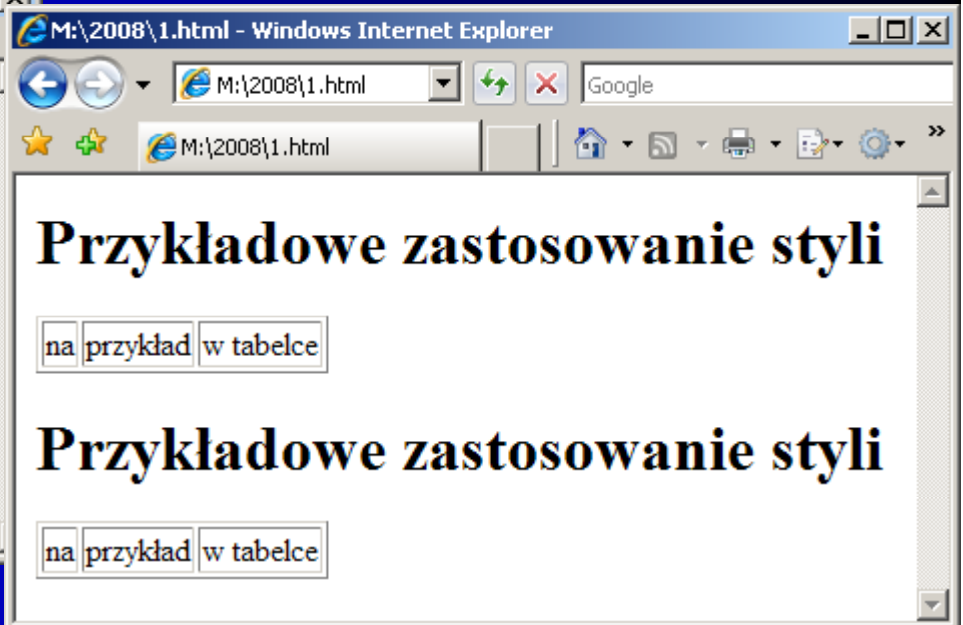 M:\2008\1.html - Windows Internet Explorer
M:\2008\1.html
Google
M:\2008\1.html
»
Przykładowe zastosowanie styli
na przykład w tabelce
Przykładowe zastosowanie styli
na przykład w tabelce